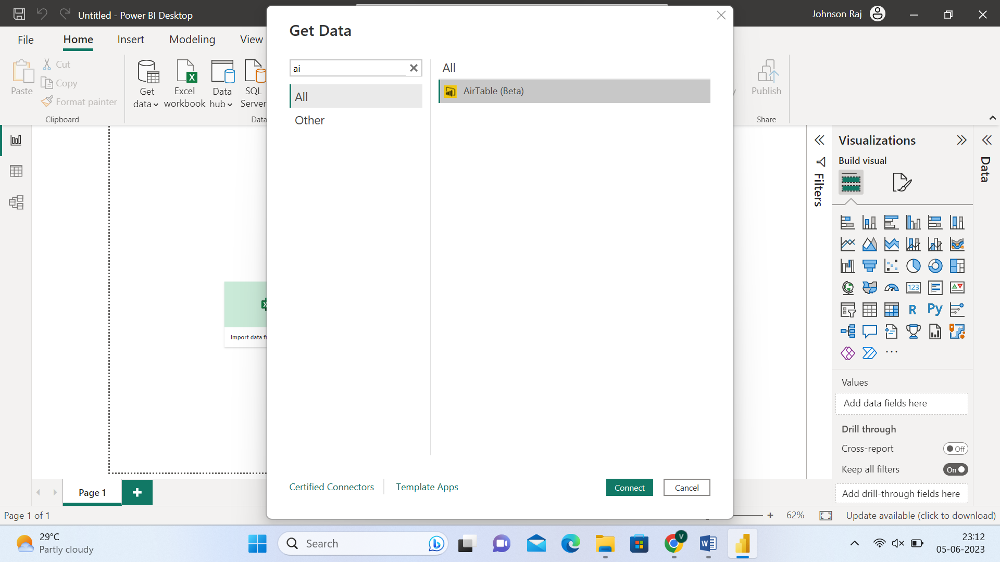 Untitled - Power BI Desktop
Johnson Raj
File
Home
Insert
Modeling
View
Paste
Cut
Copy
Format painter
Clipboard
Get data
Excel workbook
Data hub
SQL Server
Data
Publish
Share
Get Data
ai
All
Other
All
AirTable (Beta)
Certified Connectors
Template Apps
Connect
Cancel
Import data
Filters
Visualizations
Build visual
123
R
Py
...
Values
Add data fields here
Drill through
Cross-report
Off
Keep all filters
On
Add drill-through fields here
Data
Page 1
+
Page 1 of 1
+
62%
Update available (click to download)
29°C
Partly cloudy
Search
V
W
23:12
05-06-2023